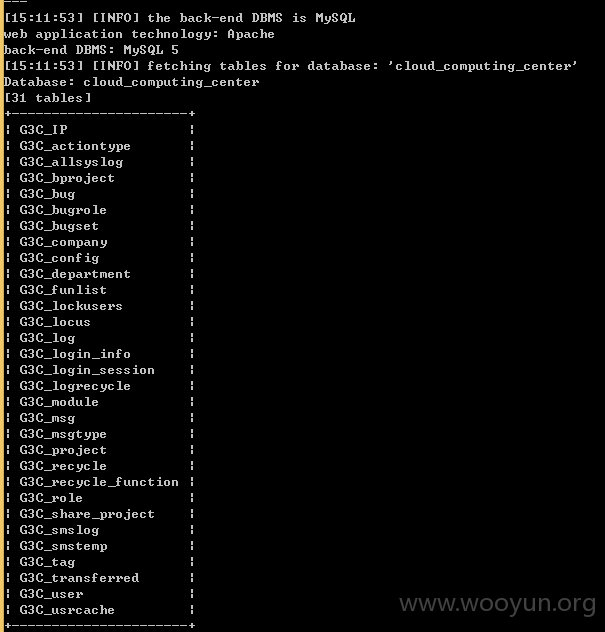 [15:11:53] [INFO] the back-end DBMS is MySQL
web application technology: Apache
back-end DBMS: MySQL 5
[15:11:53] [INFO] fetching tables for database: 'cloud_computing_center'
Database: cloud_computing_center
[31 tables]
+----------------------+
| G3C_IP               |
| G3C_actiontype       |
| G3C_allsyslog        |
| G3C_bproject         |
| G3C_bug              |
| G3C_bugrole          |
| G3C_bugset           |
| G3C_company          |
| G3C_config           |
| G3C_department       |
| G3C_funlist          |
| G3C_lockusers        |
| G3C_locus            |
| G3C_log              |
| G3C_login_info       |
| G3C_login_session    |
| G3C_logrecycle       |
| G3C_module           |
| G3C_msg              |
| G3C_msgtype          |
| G3C_project          |
| G3C_recycle          |
| G3C_recycle_function |
| G3C_role             |
| G3C_share_project    |
| G3C_smslog           |
| G3C_smstemp          |
| G3C_tag              |
| G3C_transferred      |
| G3C_user             |
| G3C_usrcache         |
+----------------------+
www.wooyun.org